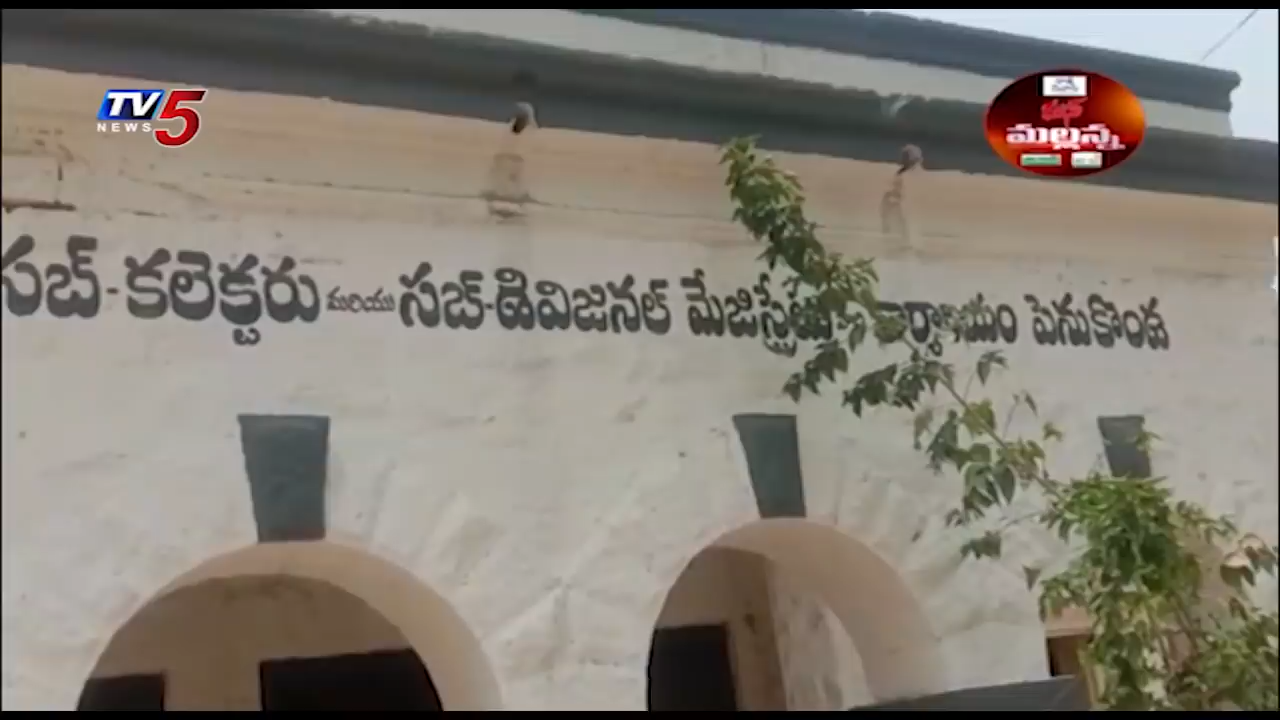 TV5
NEWS
మల్లన్న
సబ్-కలెక్టరు మరియు సబ్-డివిజనల్ మేజిస్ట్రేటు కార్యాలయం పెనుకొండ